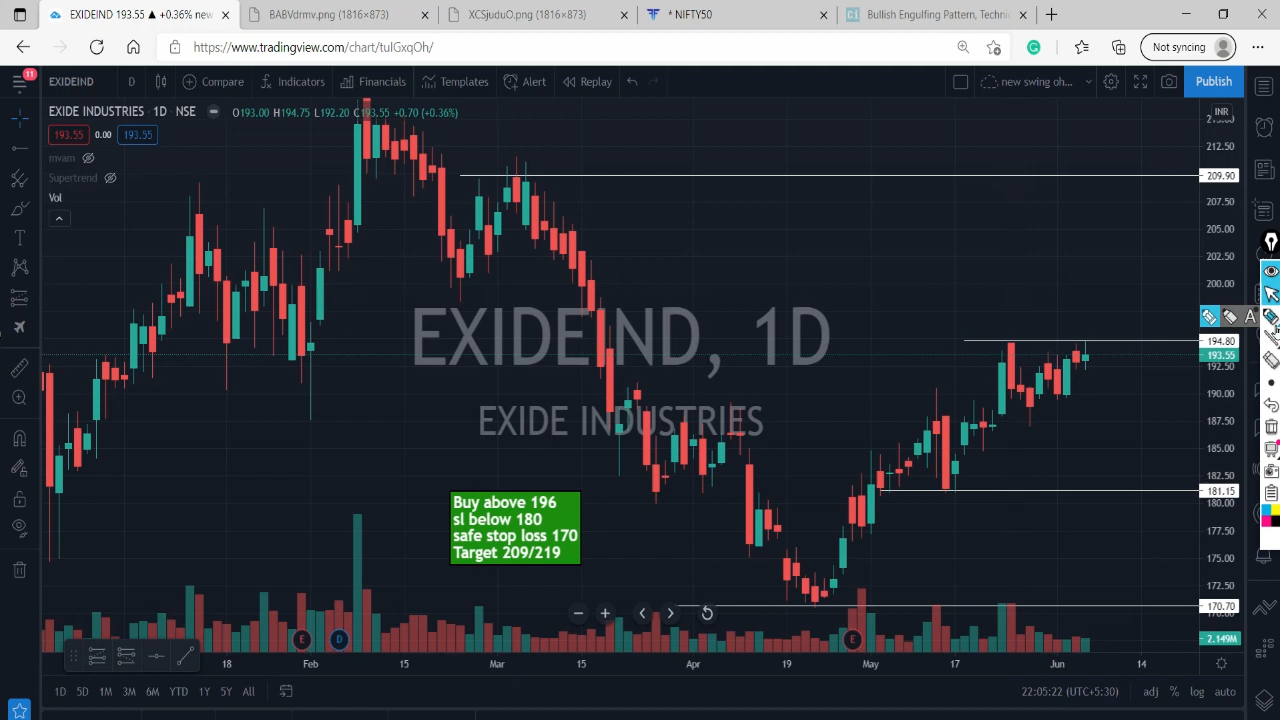 EXIDEIND 193.55 ▲ +0.36% new
BABVdrmv.png (1816×873)
XCSjuduO.png (1816×873)
* NIFTY50
Bullish Engulfing Pattern, Techni
https://www.tradingview.com/chart/tulGxqOh/
Not syncing
11
EXIDEIND
D
Compare
Indicators
Financials
Templates
Alert
Replay
new swing oh...
Publish
EXIDE INDUSTRIES · 1D · NSE
O193.00 H194.75 L192.20 C193.55 +0.70 (+0.36%)
INR
193.55 0.00 193.55
mvam
Supertrend
Vol
212.50
209.90
207.50
205.00
202.50
200.00
197.50
194.80
193.55
192.50
190.00
187.50
185.00
182.50
181.15
180.00
177.50
175.00
172.50
170.70
2.149M
A
EXIDEIND, 1D
EXIDE INDUSTRIES
Buy above 196
sl below 180
safe stop loss 170
Target 209/219
E
D
E
18
Feb
15
Mar
15
Apr
19
May
17
Jun
14
1D 5D 1M 3M 6M YTD 1Y 5Y All
22:05:22 (UTC+5:30)
adj % log auto